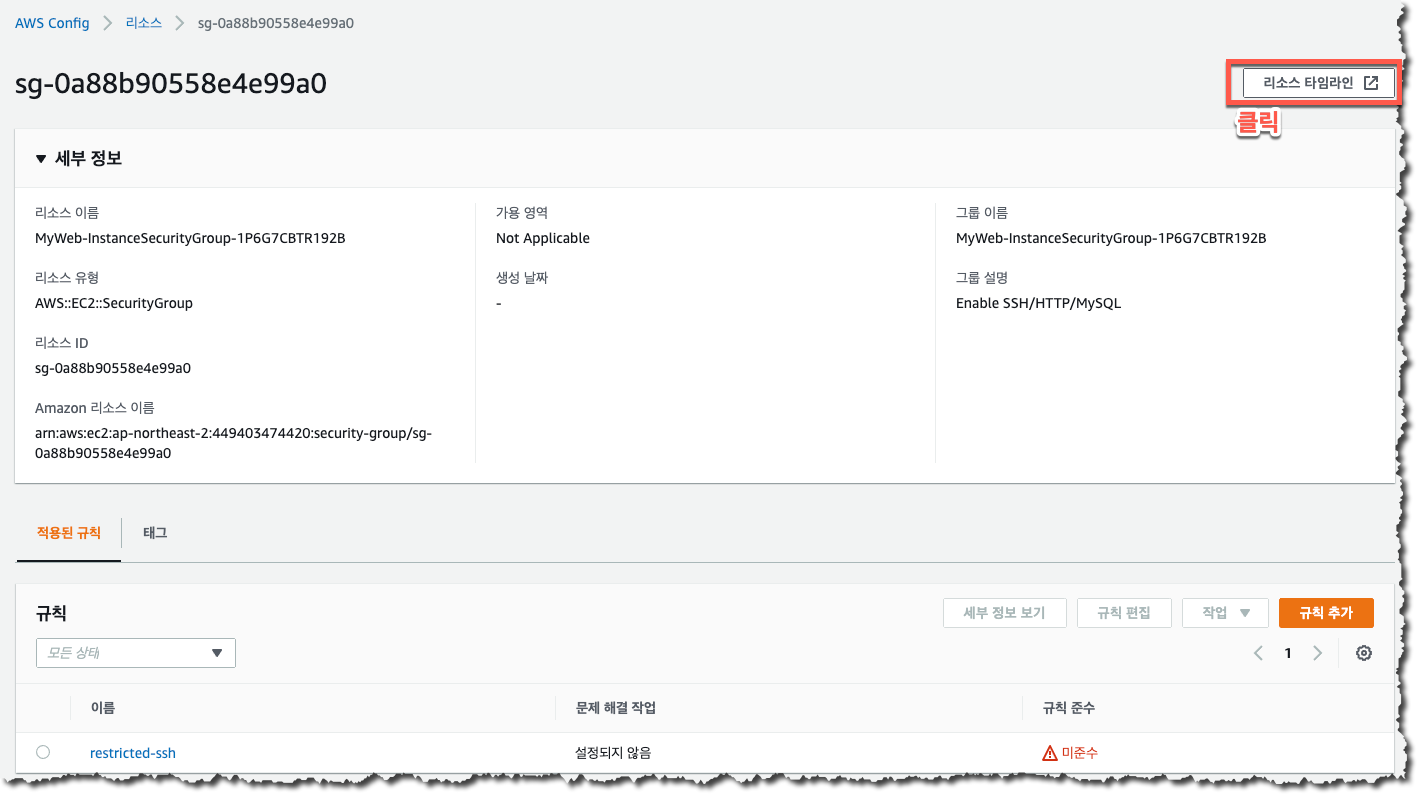 AWS Config > 리소스 > sg-0a88b90558e4e99a0
sg-0a88b90558e4e99a0
리소스 타임라인
클릭
▼ 세부 정보
리소스 이름
MyWeb-InstanceSecurityGroup-1P6G7CBTR192B
리소스 유형
AWS::EC2::SecurityGroup
리소스 ID
sg-0a88b90558e4e99a0
Amazon 리소스 이름
arn:aws:ec2:ap-northeast-2:449403474420:security-group/sg-
0a88b90558e4e99a0
가용 영역
Not Applicable
생성 날짜
-
그룹 이름
MyWeb-InstanceSecurityGroup-1P6G7CBTR192B
그룹 설명
Enable SSH/HTTP/MySQL
적용된 규칙 태그
규칙
세부 정보 보기 규칙 편집 작업 ▼ 규칙 추가
모든 상태 ▼
< 1 >
이름 문제 해결 작업 규칙 준수
restricted-ssh 설정되지 않음 미준수